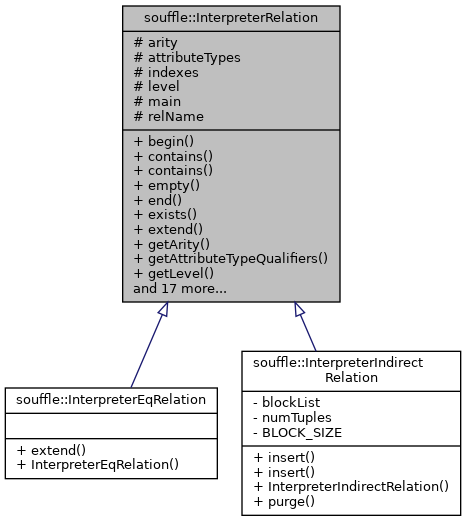 souffle::InterpreterRelation
# arity
# attributeTypes
# indexes
# level
# main
# relName
+ begin()
+ contains()
+ contains()
+ empty()
+ end()
+ exists()
+ extend()
+ getArity()
+ getAttributeTypeQualifiers()
+ getLevel()
and 17 more...
souffle::InterpreterEqRelation
+ extend()
+ InterpreterEqRelation()
souffle::InterpreterIndirect
Relation
- blockList
- numTuples
- BLOCK_SIZE
+ insert()
+ insert()
+ InterpreterIndirectRelation()
+ purge()